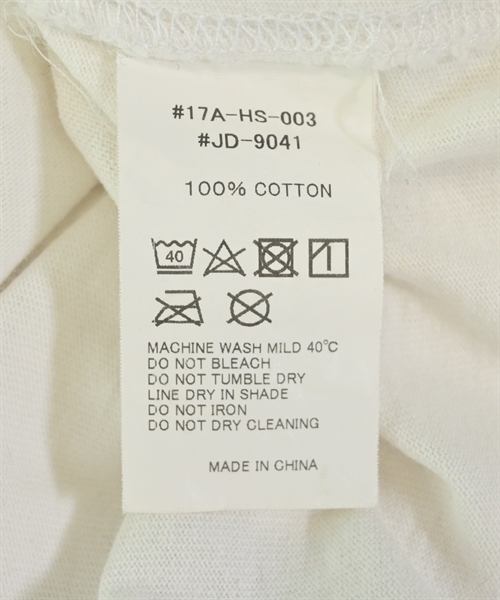 #17A-HS-003
#JD-9041
100% COTTON
40
MACHINE WASH MILD 40℃
DO NOT BLEACH
DO NOT TUMBLE DRY
LINE DRY IN SHADE
DO NOT IRON
DO NOT DRY CLEANING
MADE IN CHINA